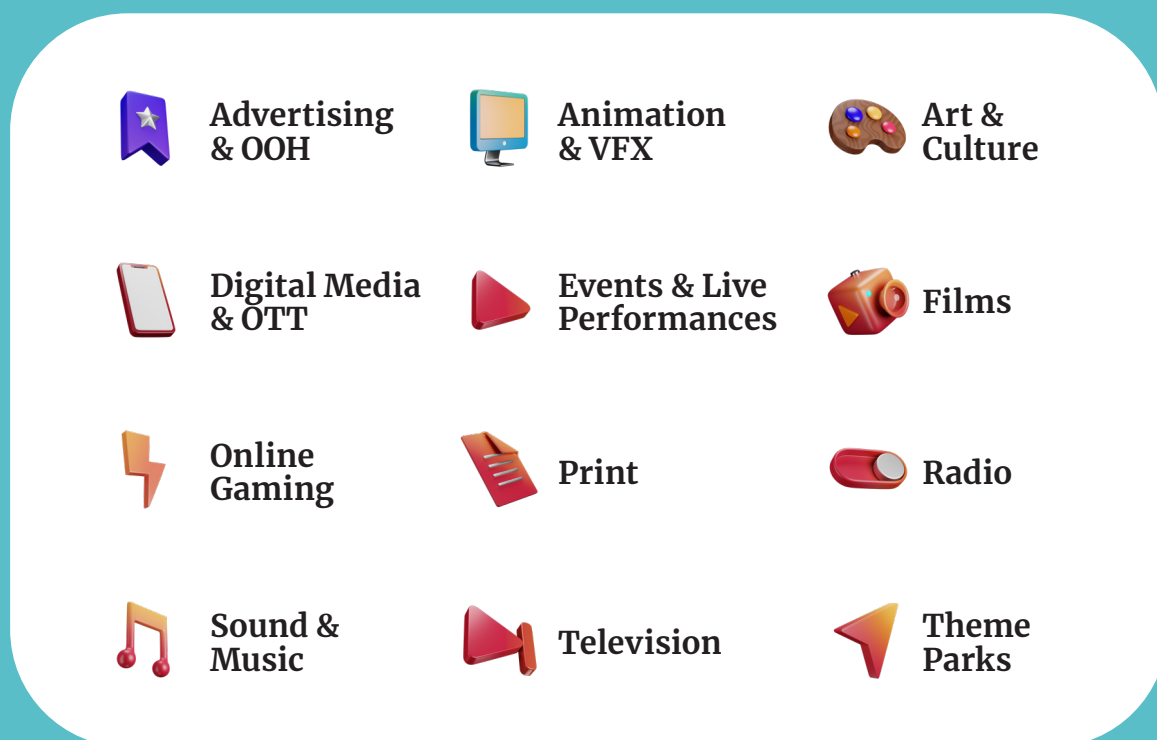 Advertising
& OOH
Animation
& VFX
Art &
Culture
Digital Media
& OTT
Events & Live
Performances
Films
Online
Gaming
Print
Radio
Sound &
Music
Television
Theme
Parks